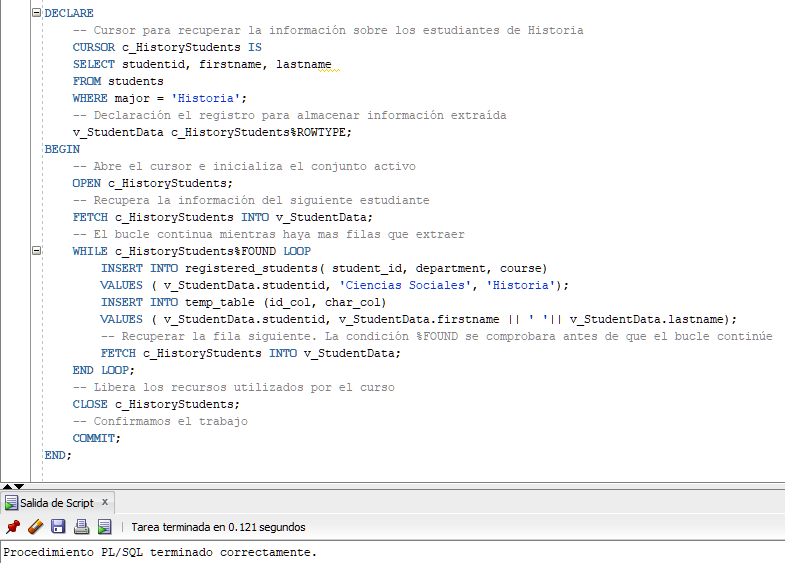 DECLARE
-- Cursor para recuperar la información sobre los estudiantes de Historia
CURSOR c_HistoryStudents IS
SELECT studentid, firstname, lastname
FROM students
WHERE major = 'Historia';
-- Declaración el registro para almacenar información extraída
v_StudentData c_HistoryStudents%ROWTYPE;
BEGIN
-- Abre el cursor e inicializa el conjunto activo
OPEN c_HistoryStudents;
-- Recupera la información del siguiente estudiante
FETCH c_HistoryStudents INTO v_StudentData;
-- El bucle continua mientras haya mas filas que extraer
WHILE c_HistoryStudents%FOUND LOOP
INSERT INTO registered_students( student_id, department, course)
VALUES ( v_StudentData.studentid, 'Ciencias Sociales', 'Historia');
INSERT INTO temp_table (id_col, char_col)
VALUES ( v_StudentData.studentid, v_StudentData.firstname || ' '|| v_StudentData.lastname);
-- Recuperar la fila siguiente. La condición %FOUND se comprobara antes de que el bucle continúe
FETCH c_HistoryStudents INTO v_StudentData;
END LOOP;
-- Libera los recursos utilizados por el curso
CLOSE c_HistoryStudents;
-- Confirmamos el trabajo
COMMIT;
END;
Salida de Script x
Tarea terminada en 0.121 segundos
Procedimiento PL/SQL terminado correctamente.